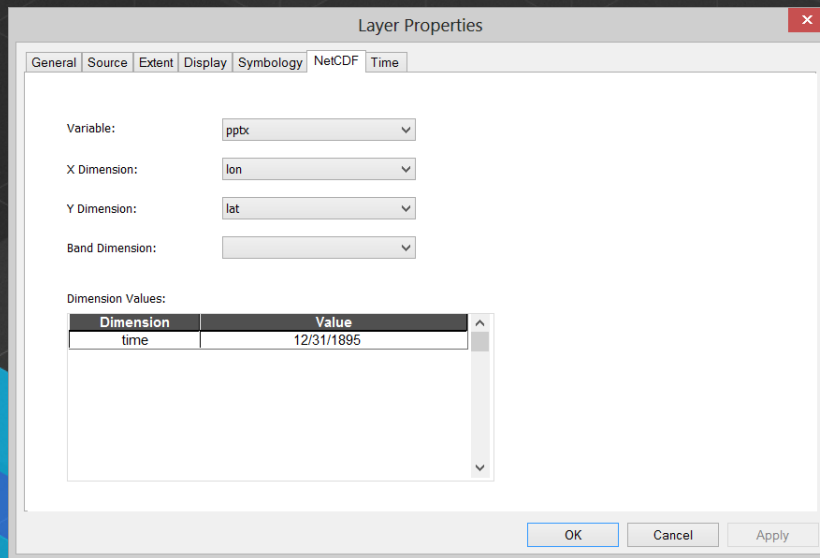 Layer Properties
General Source Extent Display Symbology NetCDF Time
Variable: pptx
X Dimension: lon
Y Dimension: lat
Band Dimension:
Dimension Values:
Dimension Value
time 12/31/1895
OK Cancel Apply